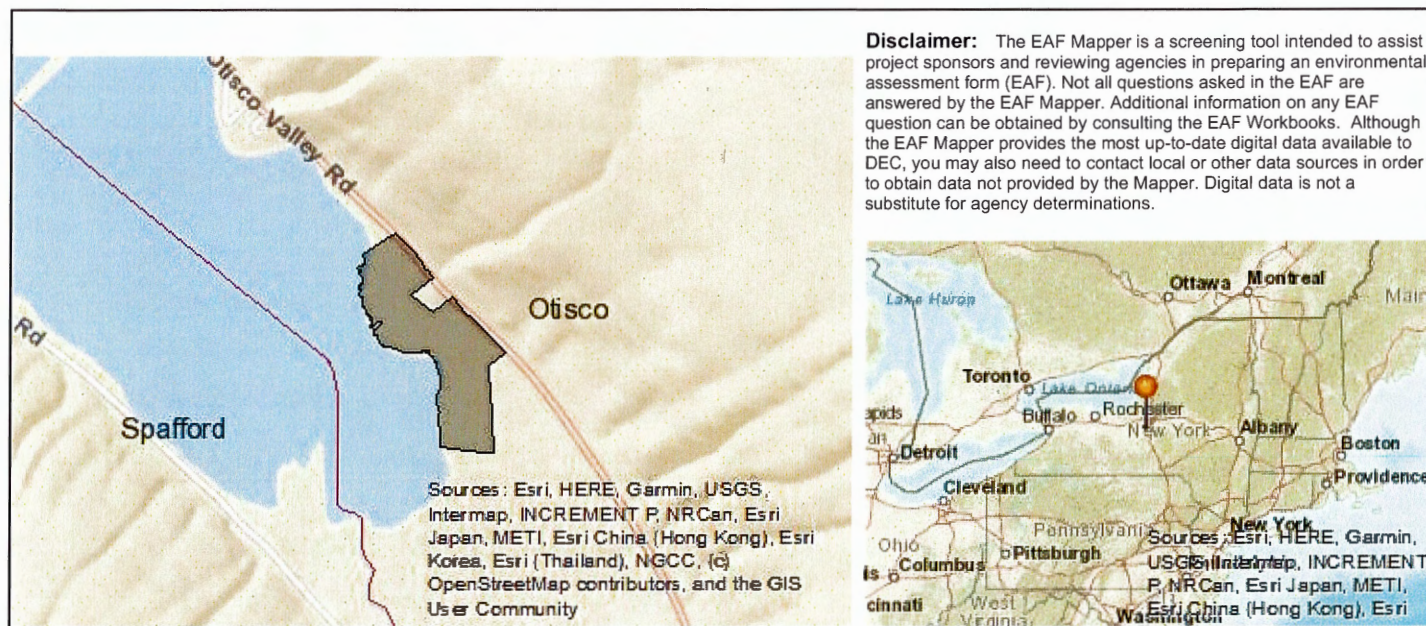 Disclaimer: The EAF Mapper is a screening tool intended to assist
project sponsors and reviewing agencies in preparing an environmental
assessment form (EAF). Not all questions asked in the EAF are
answered by the EAF Mapper. Additional information on any EAF
question can be obtained by consulting the EAF Workbooks. Although
the EAF Mapper provides the most up-to-date digital data available to
DEC, you may also need to contact local or other data sources in order
to obtain data not provided by the Mapper. Digital data is not a
substitute for agency determinations.
Otisco Valley Rd
Otisco
Rd
Spafford
Sources: Esri, HERE, Garmin, USGS,
Intermap, INCREMENT P, NRCan, Esri
Japan, METI, Esri China (Hong Kong), Esri
Korea, Esri (Thailand), NGCC, (c)
OpenStreetMap contributors, and the GIS
User Community
Ottawa
Montreal
Lake Huron
Main
Toronto
Lake Ontario
apids
Buffalo
Rochester
an
New York
Albany
Detroit
Boston
Providence
Cleveland
New York
Pennsylvania
Ohio
Pittsburgh
is
Columbus
cinnati
West
Virginia
Washington
Sources: Esri, HERE, Garmin,
USGS, Intermap, INCREMENT
P, NRCan, Esri Japan, METI,
Esri China (Hong Kong), Esri